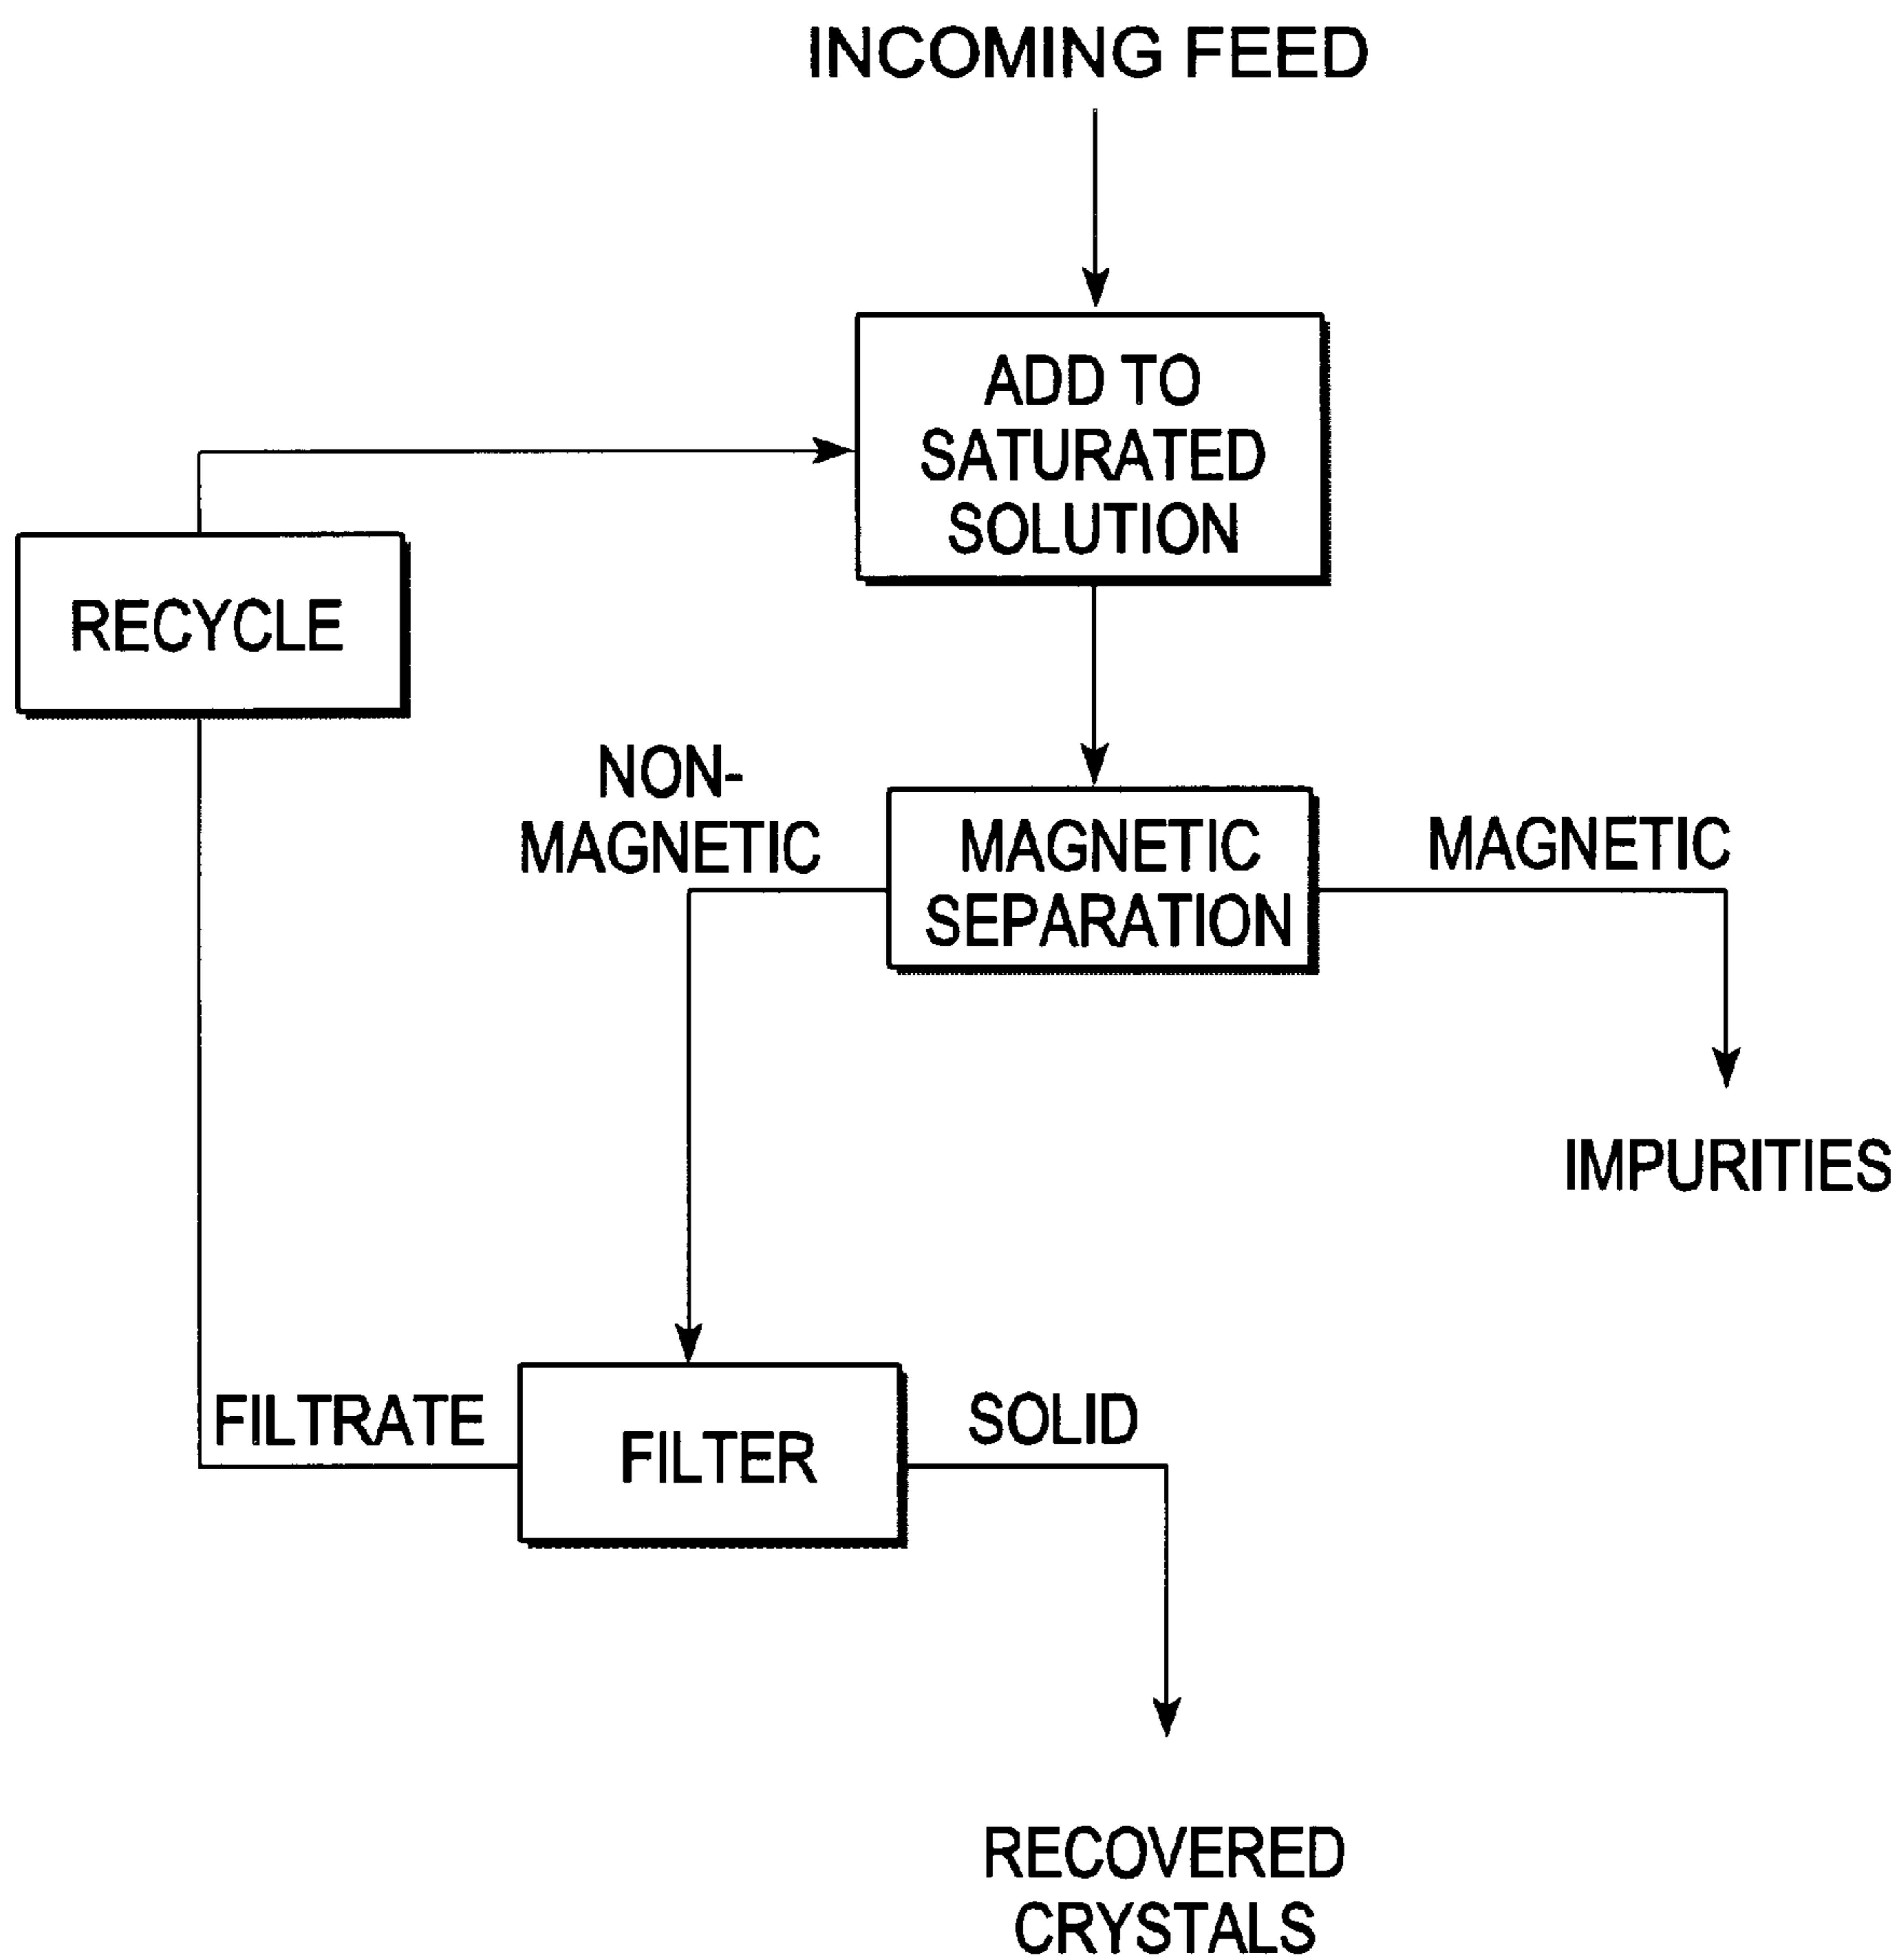 INCOMING FEED
ADD TO
SATURATED
SOLUTION
RECYCLE
NON-
MAGNETIC
MAGNETIC
SEPARATION
MAGNETIC
IMPURITIES
FILTRATE
FILTER
SOLID
RECOVERED
CRYSTALS